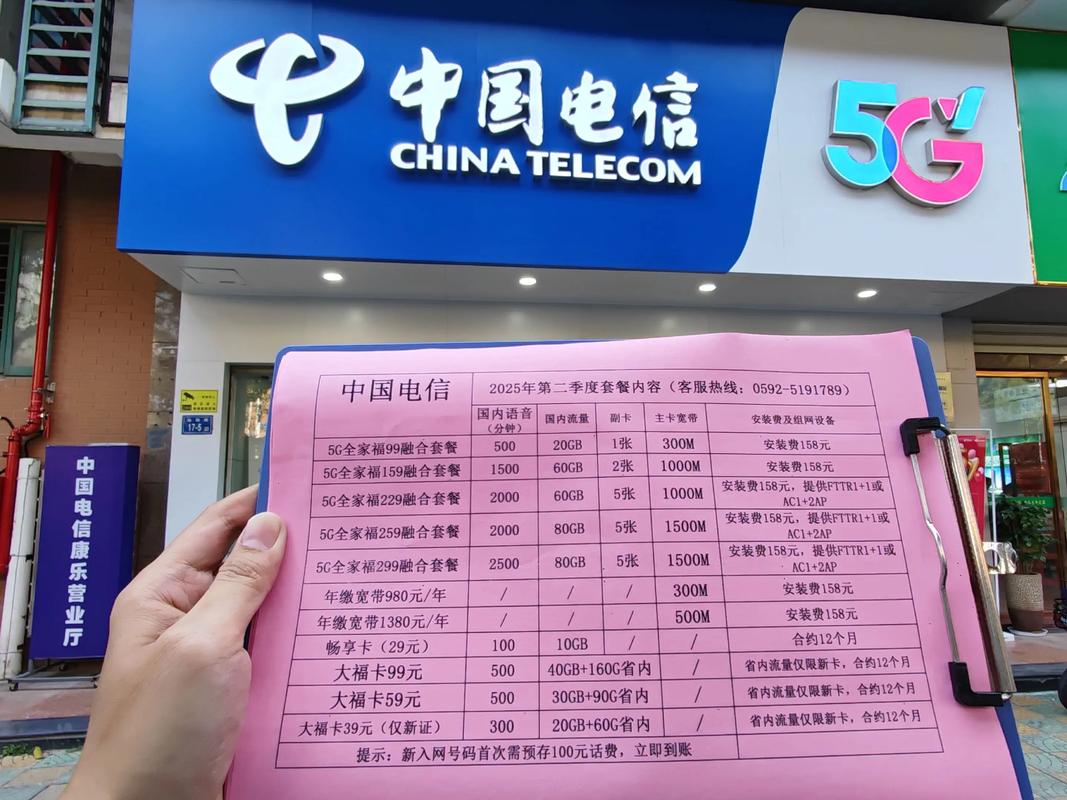 中国电信
CHINA TELECOM
5G
17-5
中国电信康乐营业厅
中国电信 2025年第二季度套餐内容（客服热线：0592-5191789）
国内语音（分钟） 国内流量 副卡 主卡宽带 安装费及组网设备
5G全家福99融合套餐 500 20GB 1张 300M 安装费158元
5G全家福159融合套餐 1500 60GB 2张 1000M 安装费158元
5G全家福229融合套餐 2000 60GB 5张 1000M 安装费158元，提供FTTR1+1或AC1+2AP
5G全家福259融合套餐 2000 80GB 5张 1500M 安装费158元，提供FTTR1+1或AC1+2AP
5G全家福299融合套餐 2500 80GB 5张 1500M 安装费158元，提供FTTR1+1或AC1+2AP
年缴宽带980元/年 / / / 300M 安装费158元
年缴宽带1380元/年 / / / 500M 安装费158元
畅享卡（29元） 100 10GB / / 合约12个月
大福卡99元 500 40GB+160G省内 / 省内流量仅限新卡，合约12个月
大福卡59元 500 30GB+90G省内 / 省内流量仅限新卡，合约12个月
大福卡39元（仅新证） 300 20GB+60G省内 / 省内流量仅限新卡，合约12个月
提示：新入网号码首次需预存100元话费，立即到账